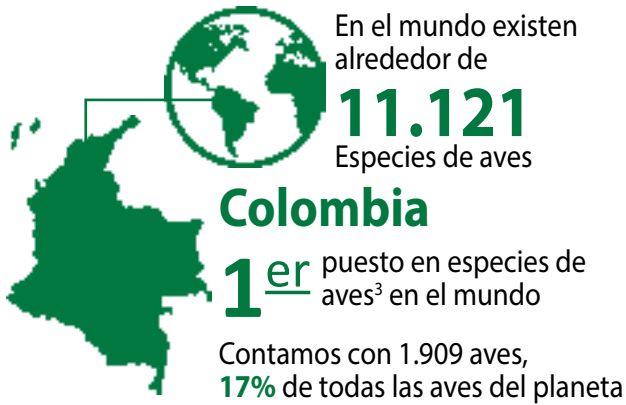 En el mundo existen
alrededor de
11.121
Especies de aves
Colombia
1er puesto en especies de
aves³ en el mundo
Contamos con 1.909 aves,
17% de todas las aves del planeta